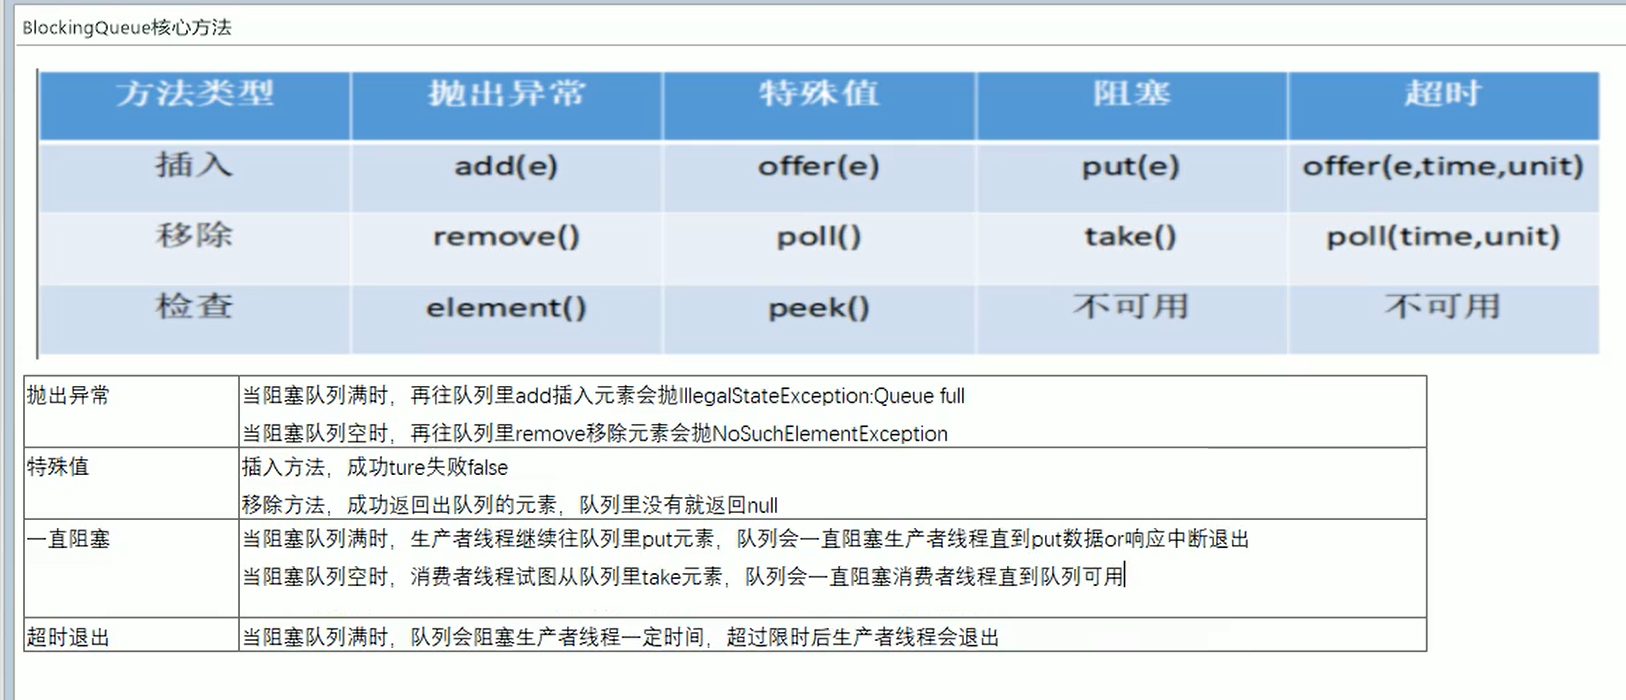 BlockingQueue核心方法
方法类型 抛出异常 特殊值 阻塞 超时
插入 add(e) offer(e) put(e) offer(e,time,unit)
移除 remove() poll() take() poll(time,unit)
检查 element() peek() 不可用 不可用
抛出异常 当阻塞队列满时，再往队列里add插入元素会抛IllegalStateException:Queue full
当阻塞队列空时，再往队列里remove移除元素会抛NoSuchElementException
特殊值 插入方法，成功ture失败false
移除方法，成功返回出队列的元素，队列里没有就返回null
一直阻塞 当阻塞队列满时，生产者线程继续往队列里put元素，队列会一直阻塞生产者线程直到put数据or响应中断退出
当阻塞队列空时，消费者线程试图从队列里take元素，队列会一直阻塞消费者线程直到队列可用
超时退出 当阻塞队列满时，队列会阻塞生产者线程一定时间，超过限时后生产者线程会退出